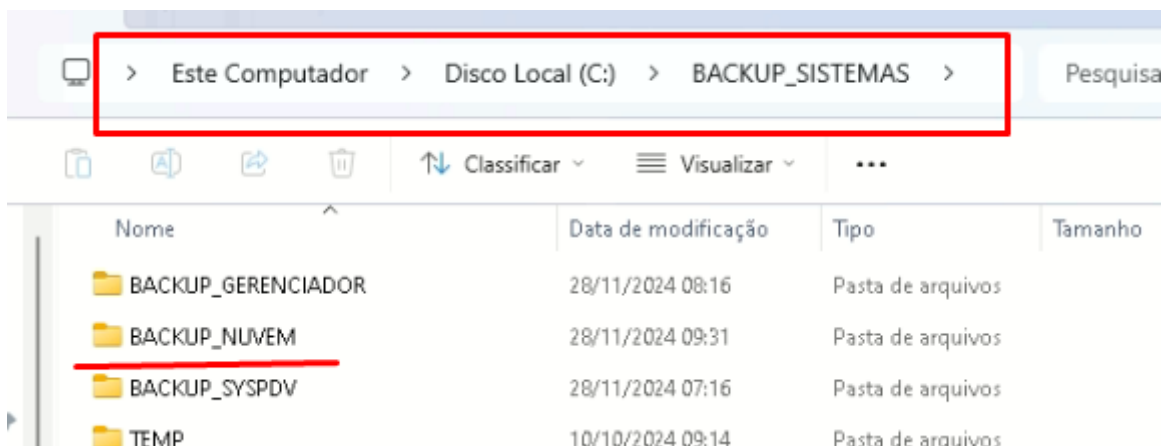 > Este Computador > Disco Local (C:) > BACKUP_SISTEMAS > Pesquisa
Classificar Visualizar ...
Nome Data de modificação Tipo Tamanho
BACKUP_GERENCIADOR 28/11/2024 08:16 Pasta de arquivos
BACKUP_NUVEM 28/11/2024 09:31 Pasta de arquivos
BACKUP_SYSPDV 28/11/2024 07:16 Pasta de arquivos
TEMP 10/10/2024 09:14 Pasta de arquivos